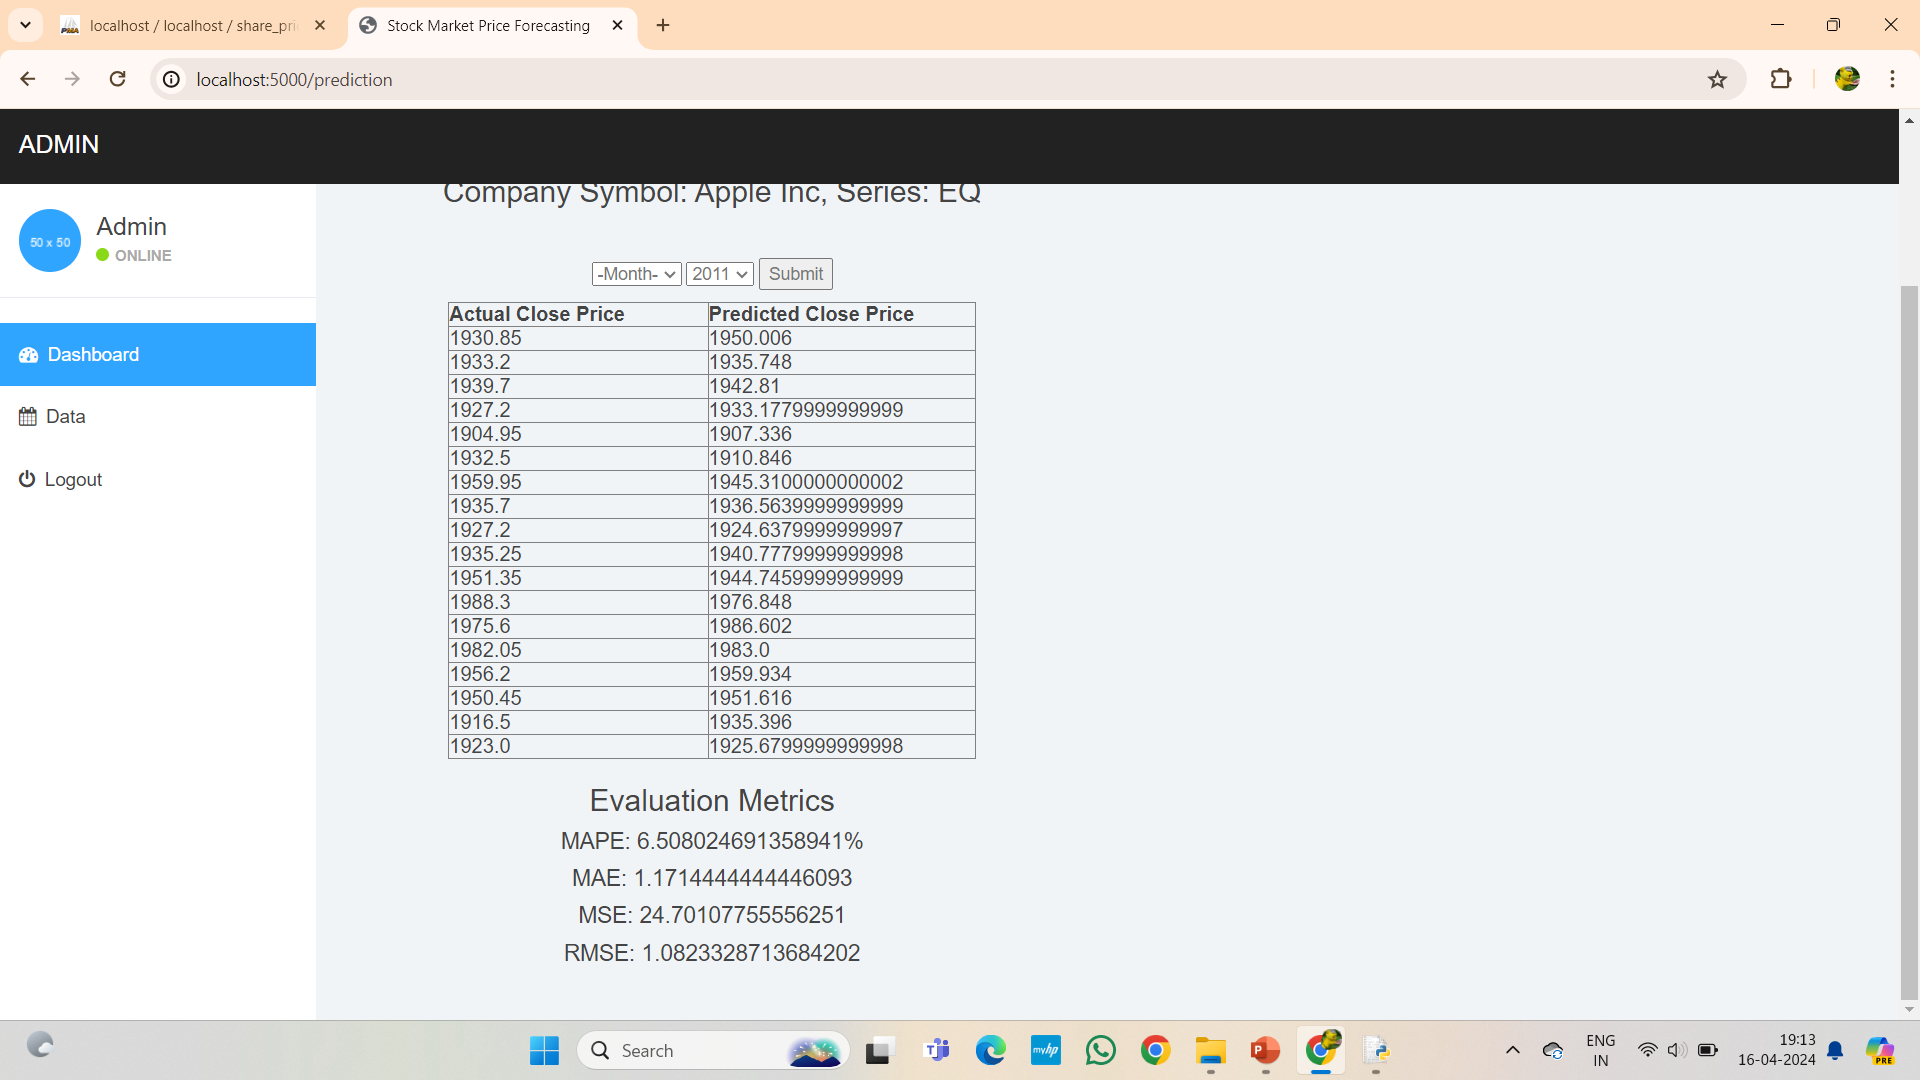 localhost / localhost / share_pri
Stock Market Price Forecasting
localhost:5000/prediction
ADMIN
Company Symbol: Apple Inc, Series: EQ
50 x 50
Admin
ONLINE
-Month- 2011 Submit
Dashboard
Data
Logout
Actual Close Price Predicted Close Price
1930.85 1950.006
1933.2 1935.748
1939.7 1942.81
1927.2 1933.1779999999999
1904.95 1907.336
1932.5 1910.846
1959.95 1945.3100000000002
1935.7 1936.5639999999999
1927.2 1924.6379999999997
1935.25 1940.7779999999998
1951.35 1944.7459999999999
1988.3 1976.848
1975.6 1986.602
1982.05 1983.0
1956.2 1959.934
1950.45 1951.616
1916.5 1935.396
1923.0 1925.6799999999998
Evaluation Metrics
MAPE: 6.508024691358941%
MAE: 1.1714444444446093
MSE: 24.70107755556251
RMSE: 1.0823328713684202
Search
myhp
ENG
IN
19:13
16-04-2024
PRE